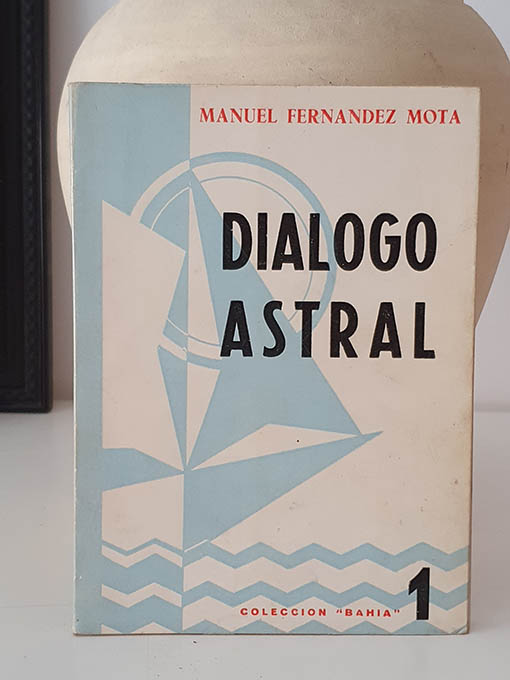 MANUEL FERNANDEZ MOTA
DIALOGO
ASTRAL
COLECCION "BAHIA" 1